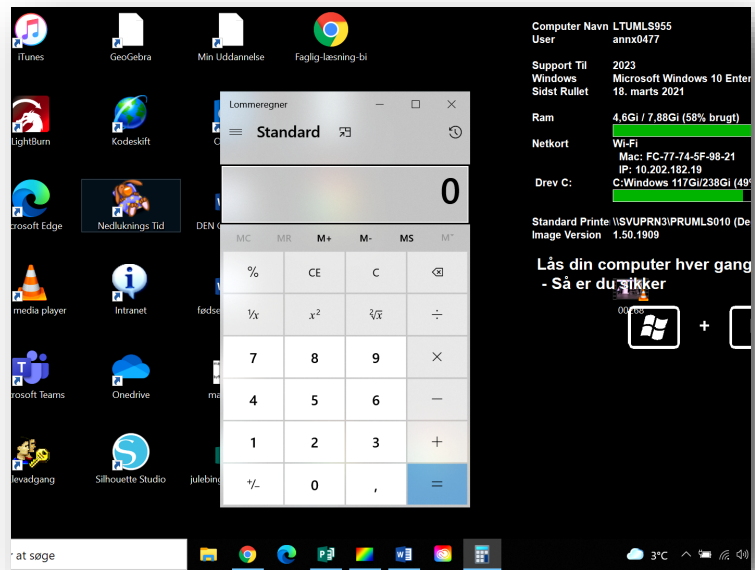 iTunes
GeoGebra
Min Uddannelse
Faglig-læsning-bi
Computer Navn LTUMLS955
User annx0477
Support Til 2023
Windows Microsoft Windows 10 Enter
Sidst Rullet 18. marts 2021
Ram 4,6Gi / 7,88Gi (58% brugt)
Netkort Wi-Fi
Mac: FC-77-74-5F-98-21
IP: 10.202.182.19
Drev C: C:Windows 117Gi/238Gi (49%
Standard Printe \\SVUPRN3\PRUMLS010 (De
Image Version 1.50.1909
Lås din computer hver gang
- Så er du sikker
00268
+
LightBurn
Kodeskift
crosoft Edge
Nedluknings Tid
DEN
media player
Intranet
fødse
rosoft Teams
Onedrive
ma
levadgang
Silhouette Studio
julebing
Lommeregner
Standard
0
MC MR M+ M- MS M˅
% CE C
⅟x x² ²√x ÷
7 8 9 ×
4 5 6 −
1 2 3 +
+/− 0 , =
r at søge
3°C